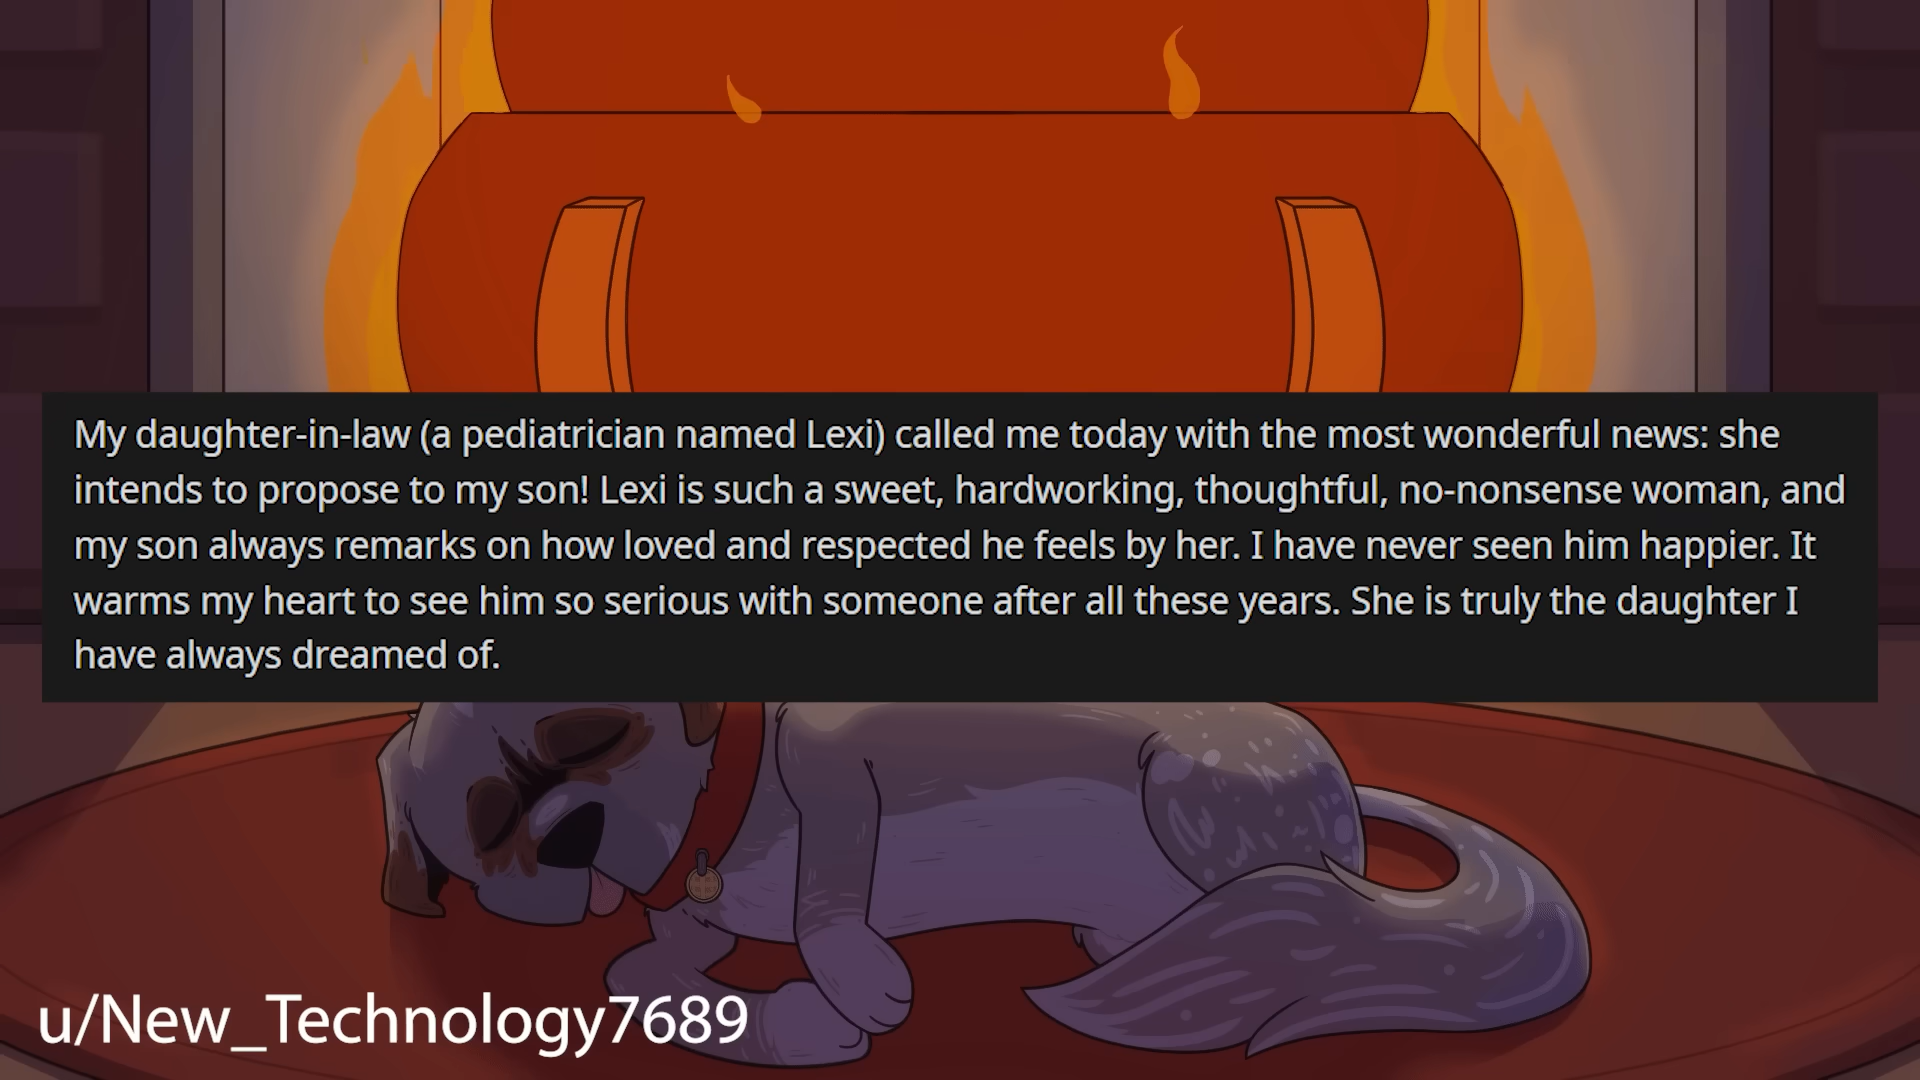 My daughter-in-law (a pediatrician named Lexi) called me today with the most wonderful news: she
intends to propose to my son! Lexi is such a sweet, hardworking, thoughtful, no-nonsense woman, and
my son always remarks on how loved and respected he feels by her. I have never seen him happier. It
warms my heart to see him so serious with someone after all these years. She is truly the daughter I
have always dreamed of.
u/New_Technology7689